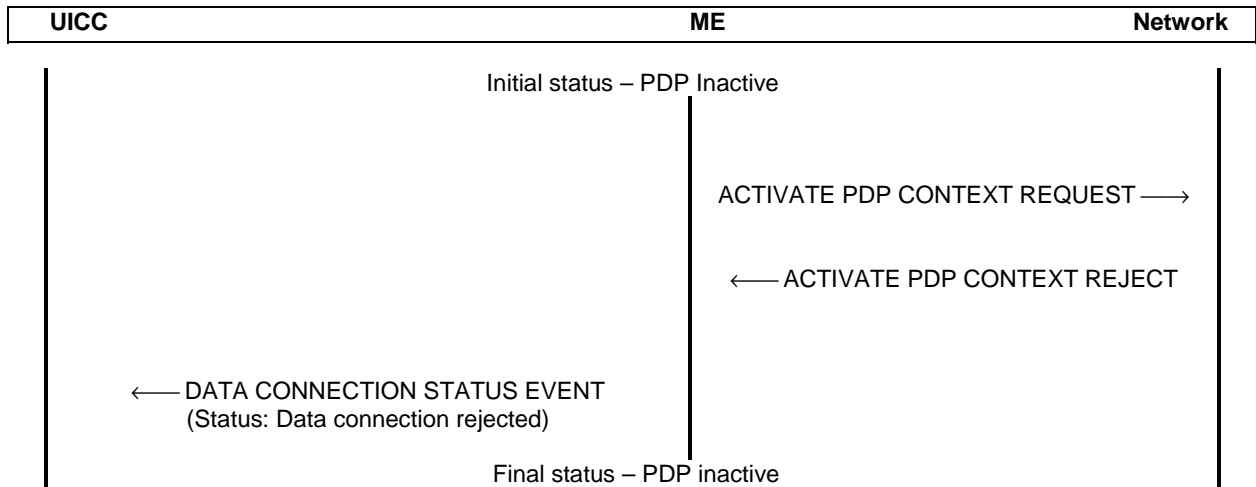 UICC ME Network
Initial status – PDP Inactive
ACTIVATE PDP CONTEXT REQUEST ⟶
⟵ ACTIVATE PDP CONTEXT REJECT
⟵ DATA CONNECTION STATUS EVENT
(Status: Data connection rejected)
Final status – PDP inactive